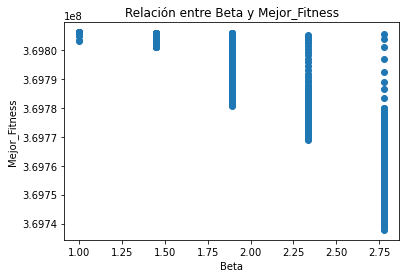 Relación entre Beta y Mejor_Fitness
1e8
3.6980
3.6979
3.6978
3.6977
3.6976
3.6975
3.6974
Mejor_Fitness
1.00 1.25 1.50 1.75 2.00 2.25 2.50 2.75
Beta